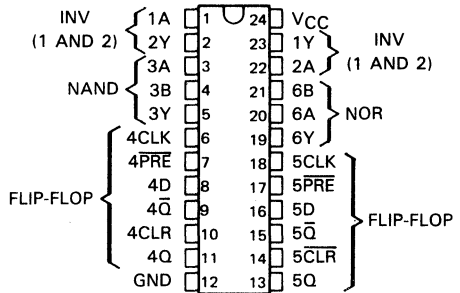 INV
(1 AND 2)
NAND
FLIP-FLOP
1A 1
2Y 2
3A 3
3B 4
3Y 5
4CLK 6
4P̅R̅E̅ 7
4D 8
4Q̅ 9
4CLR 10
4Q 11
GND 12
24 VCC
23 1Y
22 2A
21 6B
20 6A
19 6Y
18 5CLK
17 5P̅R̅E̅
16 5D
15 5Q̅
14 5C̅L̅R̅
13 5Q
INV
(1 AND 2)
NOR
FLIP-FLOP